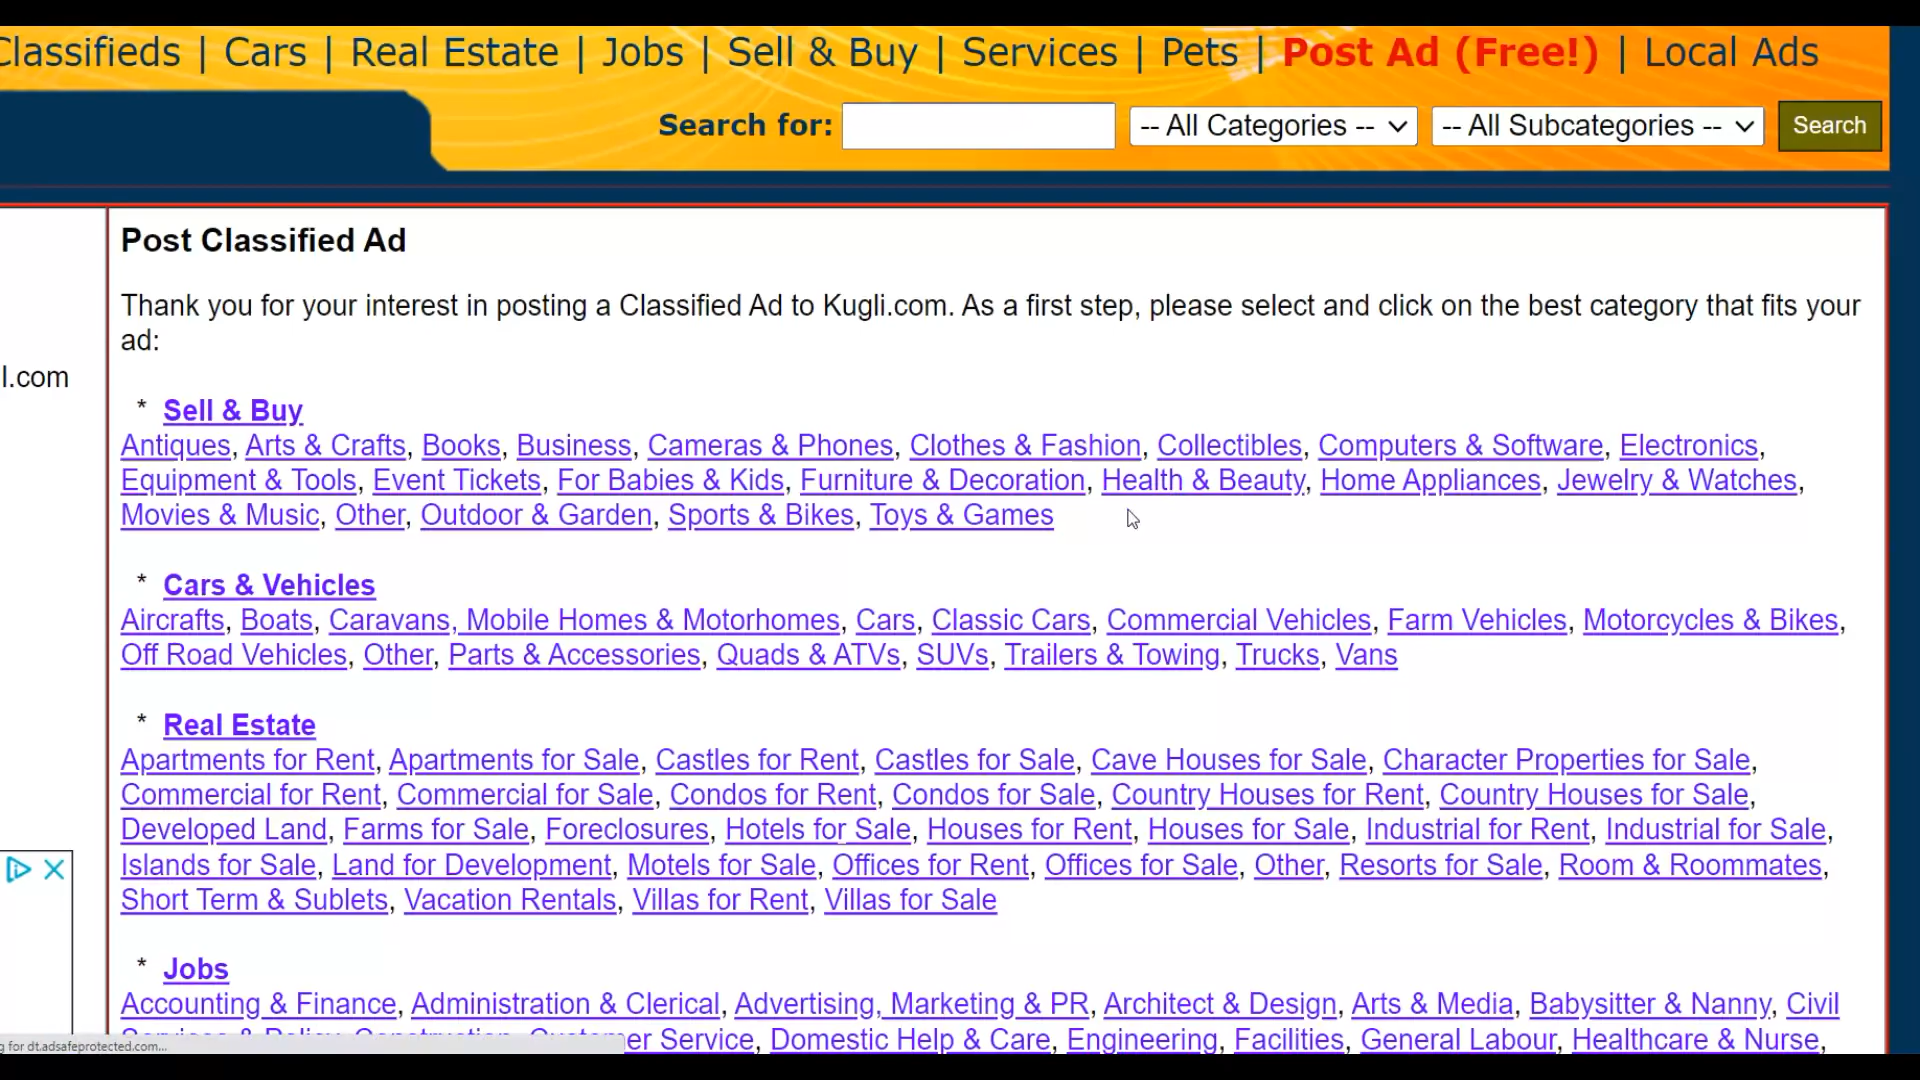 Classifieds | Cars | Real Estate | Jobs | Sell & Buy | Services | Pets | Post Ad (Free!) | Local Ads
Search for: -- All Categories -- -- All Subcategories -- Search
Post Classified Ad
Thank you for your interest in posting a Classified Ad to Kugli.com. As a first step, please select and click on the best category that fits your
ad:
l.com
* Sell & Buy
Antiques, Arts & Crafts, Books, Business, Cameras & Phones, Clothes & Fashion, Collectibles, Computers & Software, Electronics,
Equipment & Tools, Event Tickets, For Babies & Kids, Furniture & Decoration, Health & Beauty, Home Appliances, Jewelry & Watches,
Movies & Music, Other, Outdoor & Garden, Sports & Bikes, Toys & Games
* Cars & Vehicles
Aircrafts, Boats, Caravans, Mobile Homes & Motorhomes, Cars, Classic Cars, Commercial Vehicles, Farm Vehicles, Motorcycles & Bikes,
Off Road Vehicles, Other, Parts & Accessories, Quads & ATVs, SUVs, Trailers & Towing, Trucks, Vans
* Real Estate
Apartments for Rent, Apartments for Sale, Castles for Rent, Castles for Sale, Cave Houses for Sale, Character Properties for Sale,
Commercial for Rent, Commercial for Sale, Condos for Rent, Condos for Sale, Country Houses for Rent, Country Houses for Sale,
Developed Land, Farms for Sale, Foreclosures, Hotels for Sale, Houses for Rent, Houses for Sale, Industrial for Rent, Industrial for Sale,
Islands for Sale, Land for Development, Motels for Sale, Offices for Rent, Offices for Sale, Other, Resorts for Sale, Room & Roommates,
Short Term & Sublets, Vacation Rentals, Villas for Rent, Villas for Sale
* Jobs
Accounting & Finance, Administration & Clerical, Advertising, Marketing & PR, Architect & Design, Arts & Media, Babysitter & Nanny, Civil
er Service, Domestic Help & Care, Engineering, Facilities, General Labour, Healthcare & Nurse,
g for dt.adsafeprotected.com...